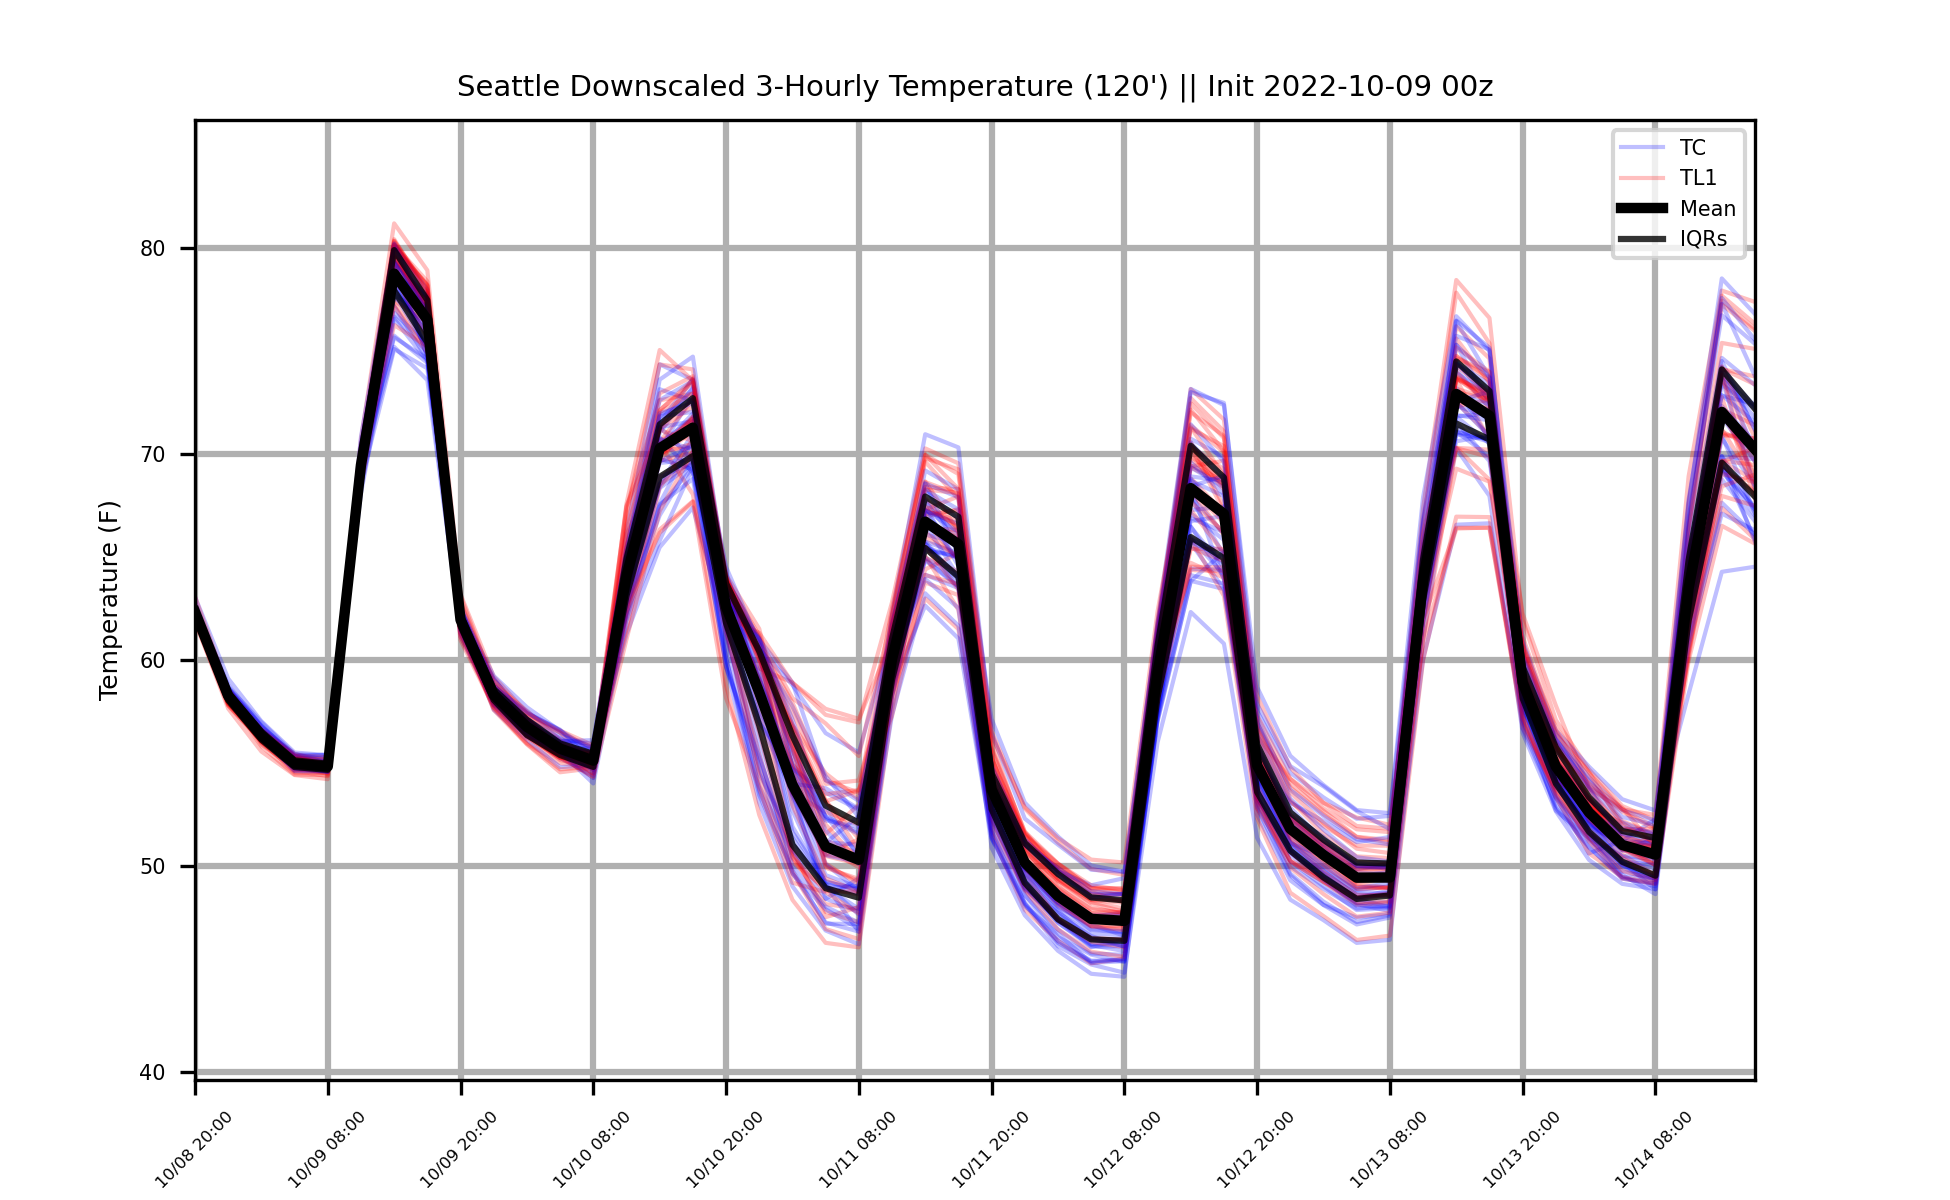 Seattle Downscaled 3-Hourly Temperature (120') || Init 2022-10-09 00z
TC
TL1
Mean
IQRs
Temperature (F)
80
70
60
50
40
10/08 20:00
10/09 08:00
10/09 20:00
10/10 08:00
10/10 20:00
10/11 08:00
10/11 20:00
10/12 08:00
10/12 20:00
10/13 08:00
10/13 20:00
10/14 08:00